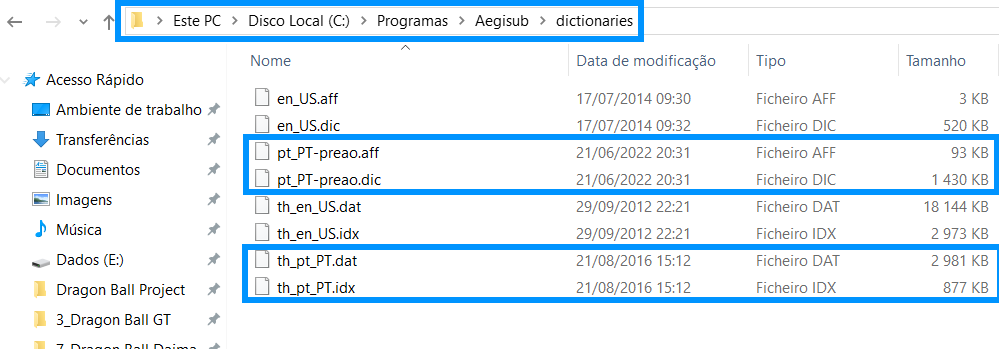 Este PC > Disco Local (C:) > Programas > Aegisub > dictionaries
Nome Data de modificação Tipo Tamanho
Acesso Rápido
Ambiente de trabalho
Transferências
Documentos
Imagens
Música
Dados (E:)
Dragon Ball Project
3_Dragon Ball GT
7_Dragon Ball Daima
en_US.aff 17/07/2014 09:30 Ficheiro AFF 3 KB
en_US.dic 17/07/2014 09:32 Ficheiro DIC 520 KB
pt_PT-preao.aff 21/06/2022 20:31 Ficheiro AFF 93 KB
pt_PT-preao.dic 21/06/2022 20:31 Ficheiro DIC 1 430 KB
th_en_US.dat 29/09/2012 22:21 Ficheiro DAT 18 144 KB
th_en_US.idx 29/09/2012 22:21 Ficheiro IDX 2 973 KB
th_pt_PT.dat 21/08/2016 15:12 Ficheiro DAT 2 981 KB
th_pt_PT.idx 21/08/2016 15:12 Ficheiro IDX 877 KB